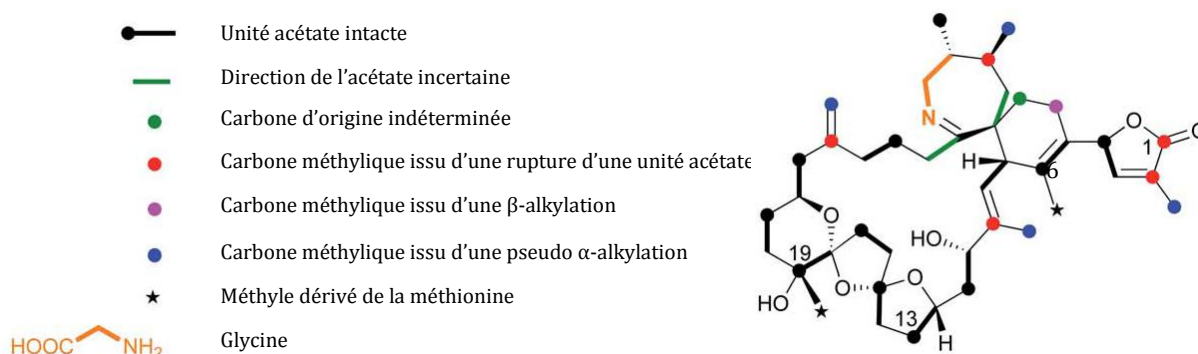 Unité acétate intacte
Direction de l'acétate incertaine
Carbone d'origine indéterminée
Carbone méthylique issu d'une rupture d'une unité acétate
Carbone méthylique issu d'une β-alkylation
Carbone méthylique issu d'une pseudo α-alkylation
Méthyle dérivé de la méthionine
HOOC NH₂ Glycine
N
O
O
1
H
6
O
HO
19
O
O
HO
13
H